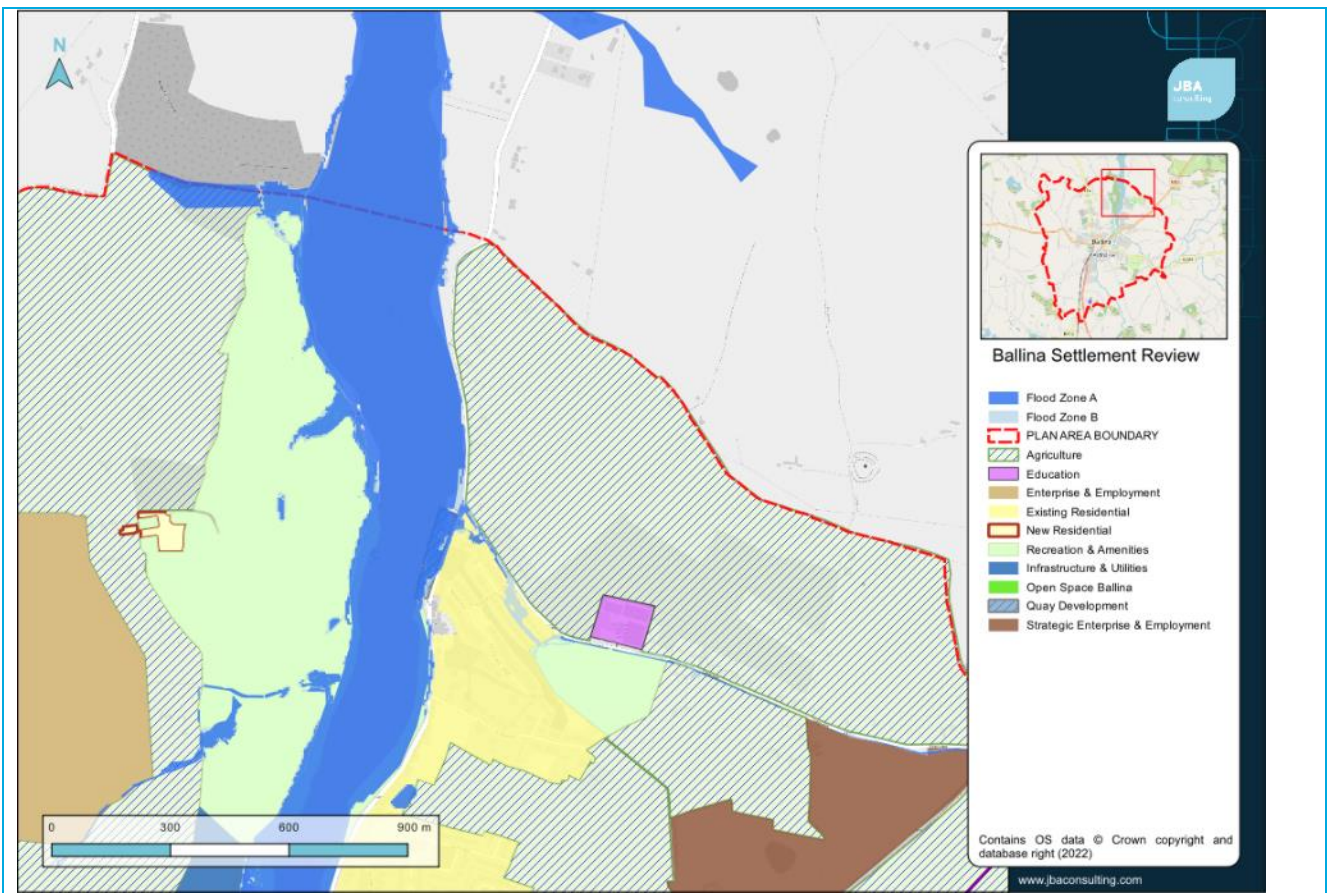 N
JBA
consulting
Ballina
Ballina Settlement Review
Flood Zone A
Flood Zone B
PLAN AREA BOUNDARY
Agriculture
Education
Enterprise & Employment
Existing Residential
New Residential
Recreation & Amenities
Infrastructure & Utilities
Open Space Ballina
Quay Development
Strategic Enterprise & Employment
0 300 600 900 m
Contains OS data © Crown copyright and
database right (2022)
www.jbaconsulting.com